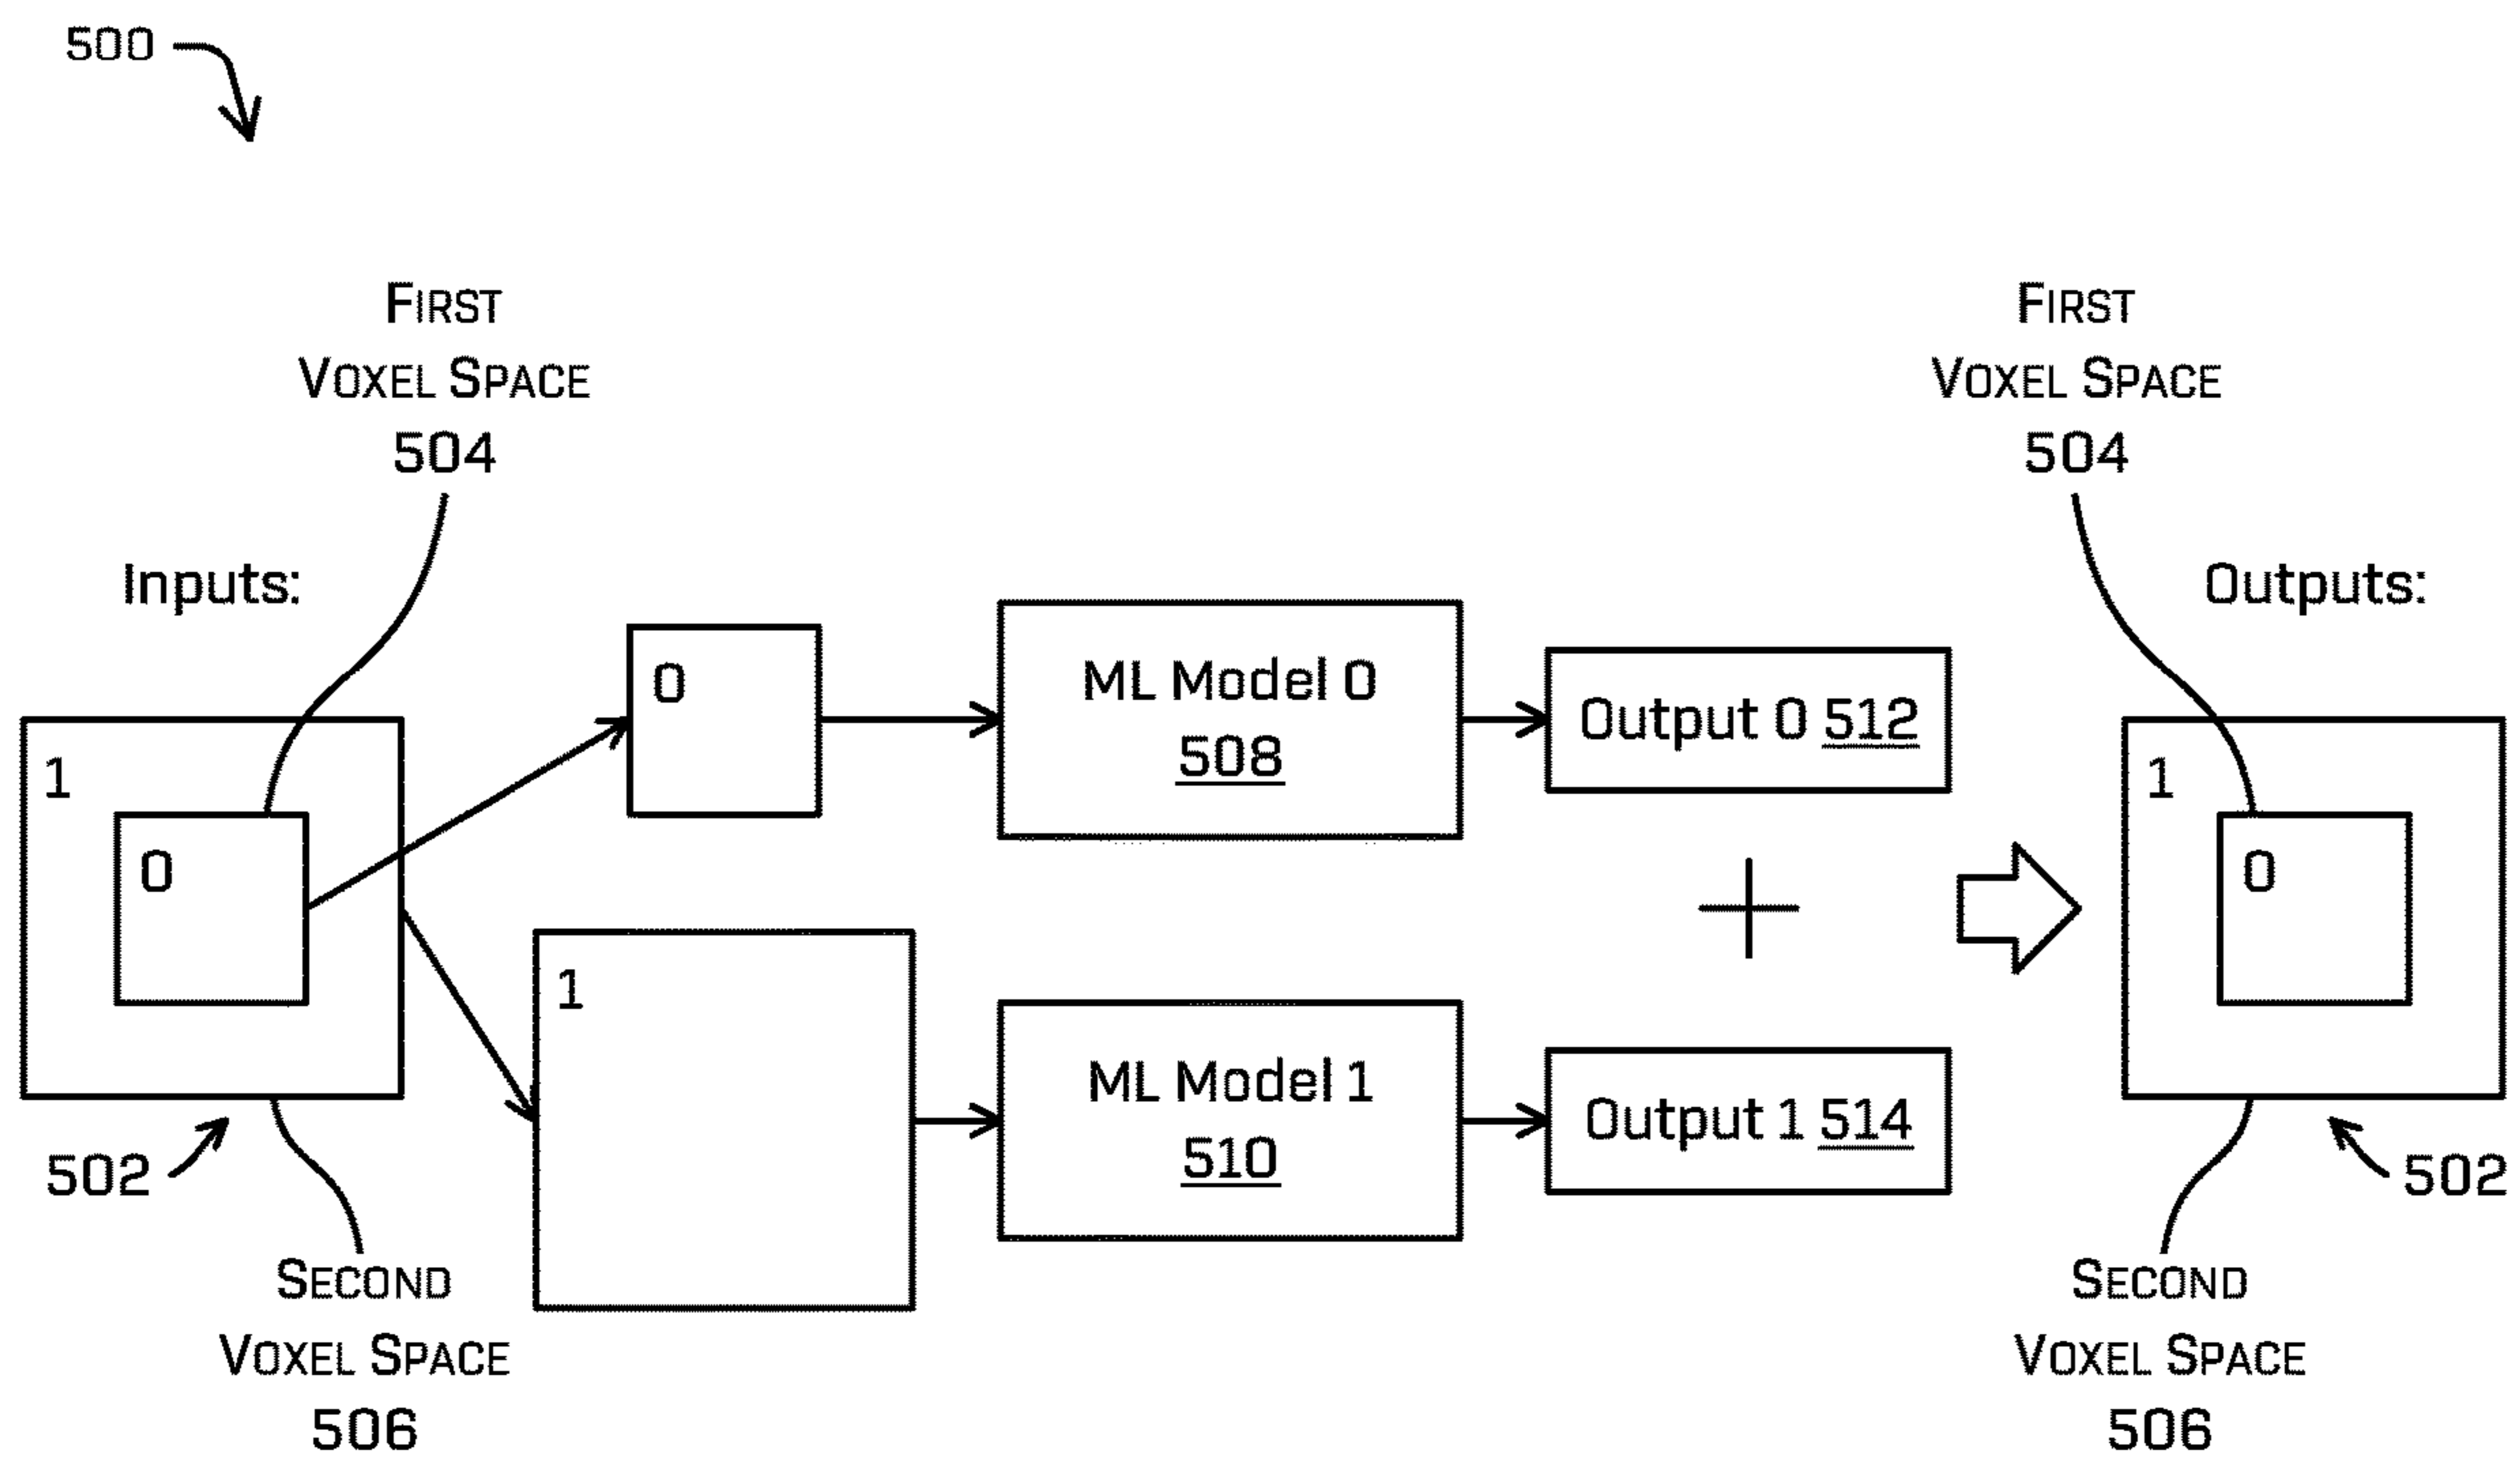 500
First
Voxel Space
504
First
Voxel Space
504
Inputs:
Outputs:
0
ML Model 0
508
Output 0 512
1
0
1
0
1
ML Model 1
510
Output 1 514
502
502
Second
Voxel Space
506
Second
Voxel Space
506